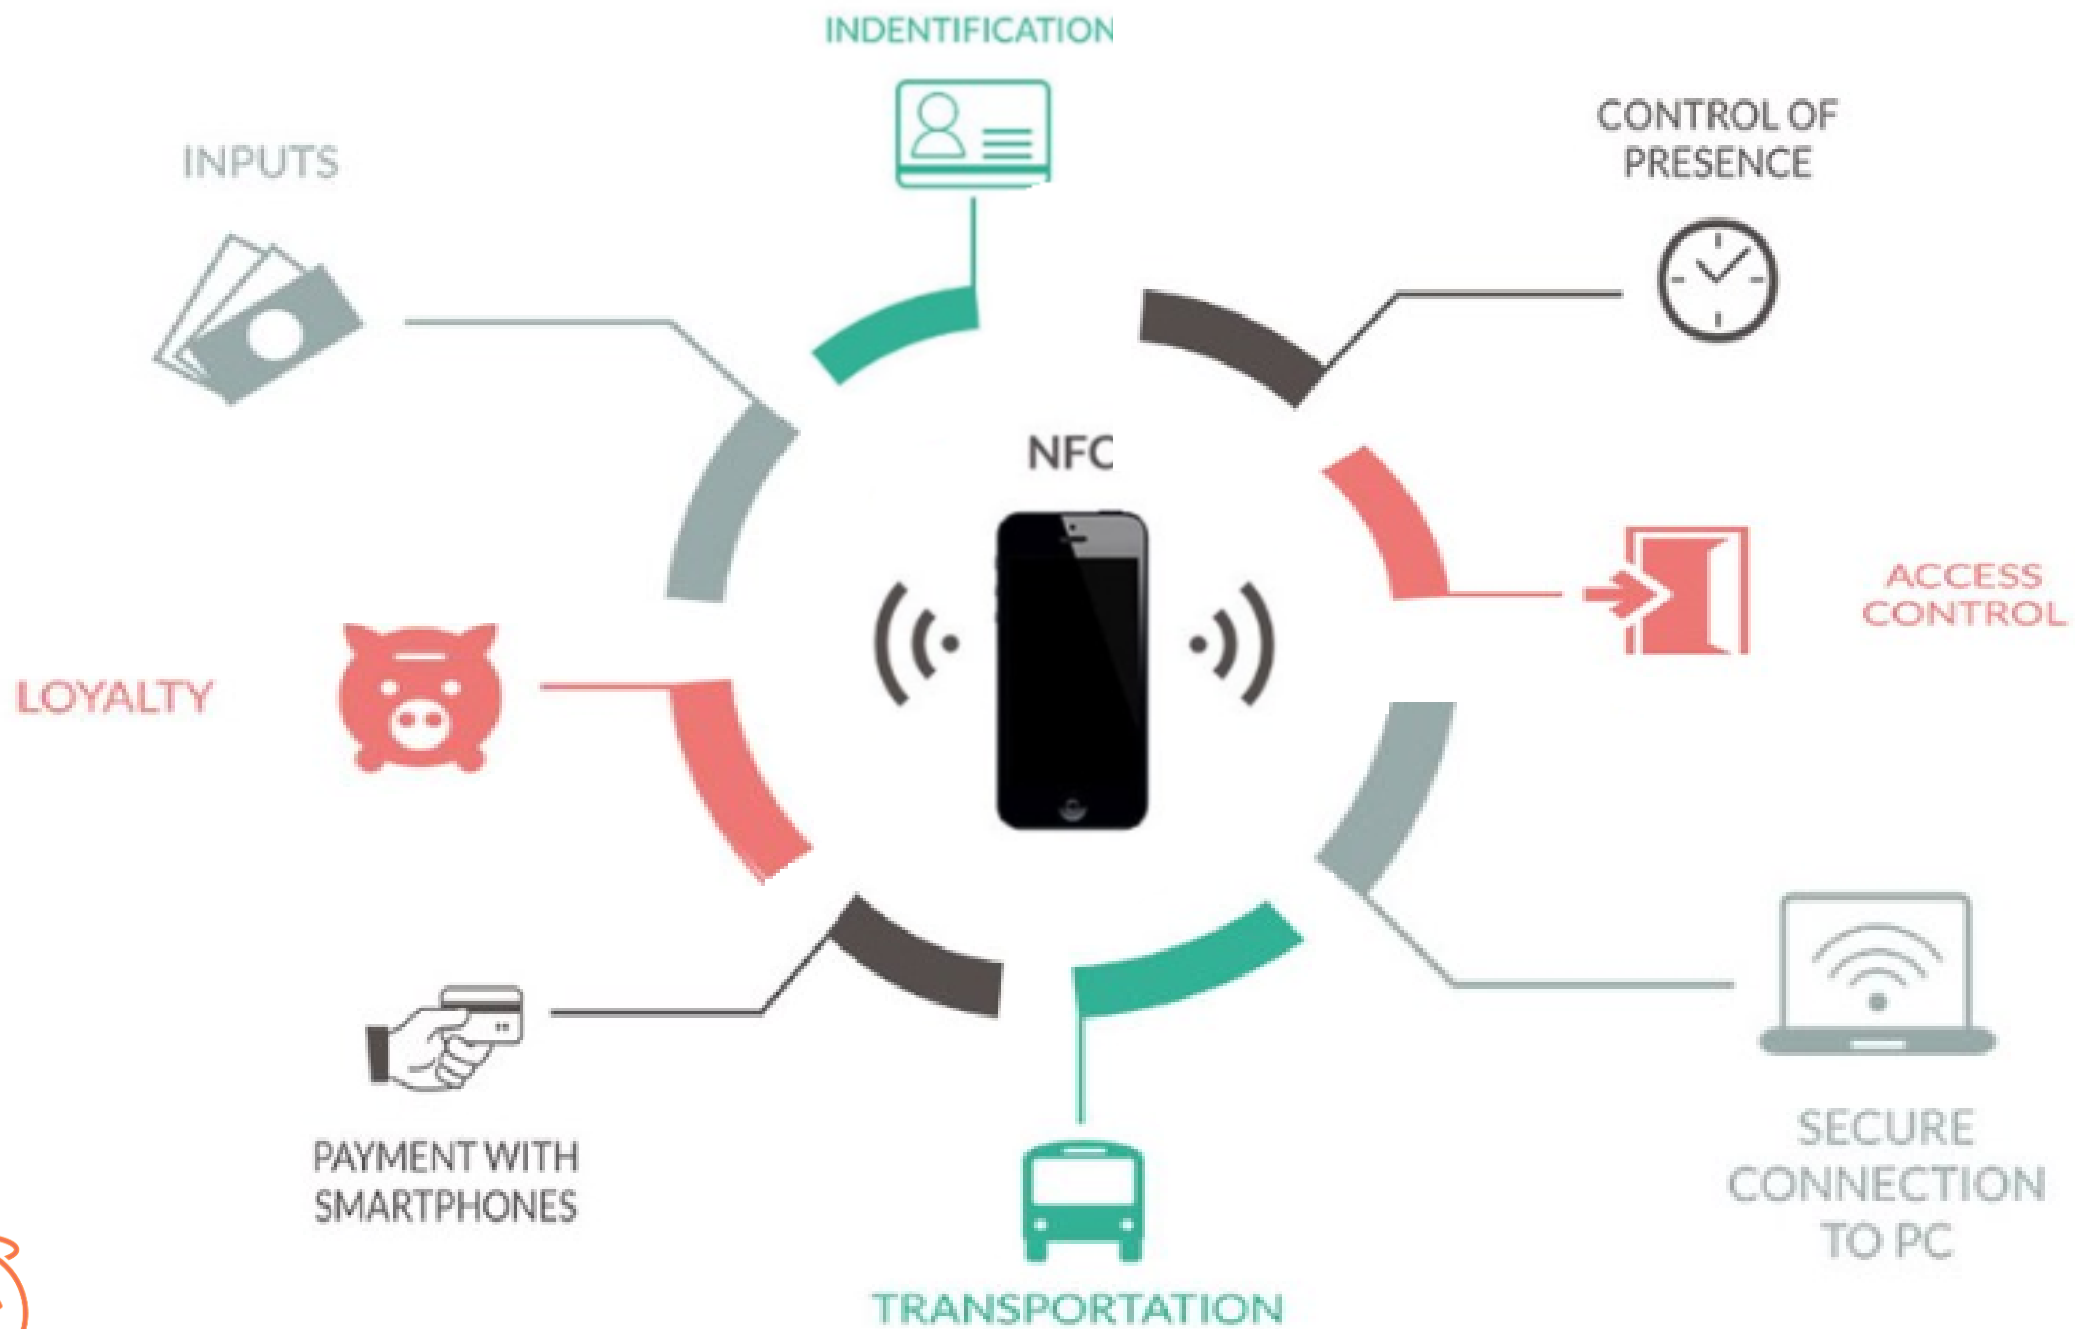 INDENTIFICATION
CONTROL OF
PRESENCE
INPUTS
NFC
ACCESS
CONTROL
LOYALTY
PAYMENT WITH
SMARTPHONES
SECURE
CONNECTION
TO PC
TRANSPORTATION